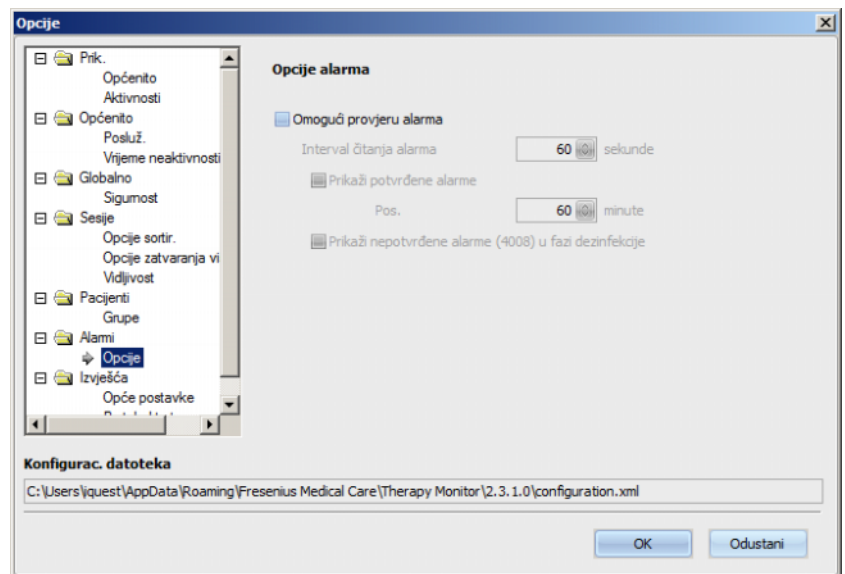 Opcije
Prik.
Općenito
Aktivnosti
Općenito
Posluž.
Vrijeme neaktivnosti
Globalno
Sigurnost
Sesije
Opcije sortir.
Opcije zatvaranja vi
Vidljivost
Pacijenti
Grupe
Alarmi
Opcije
Izvješća
Opće postavke
Opcije alarma
Omogući provjeru alarma
Interval čitanja alarma 60 sekunde
Prikaži potvrđene alarme
Pos. 60 minute
Prikaži nepotvrđene alarme (4008) u fazi dezinfekcije
Konfigurac. datoteka
C:\Users\iquest\AppData\Roaming\Fresenius Medical Care\Therapy Monitor\2.3.1.0\configuration.xml
OK Odustani